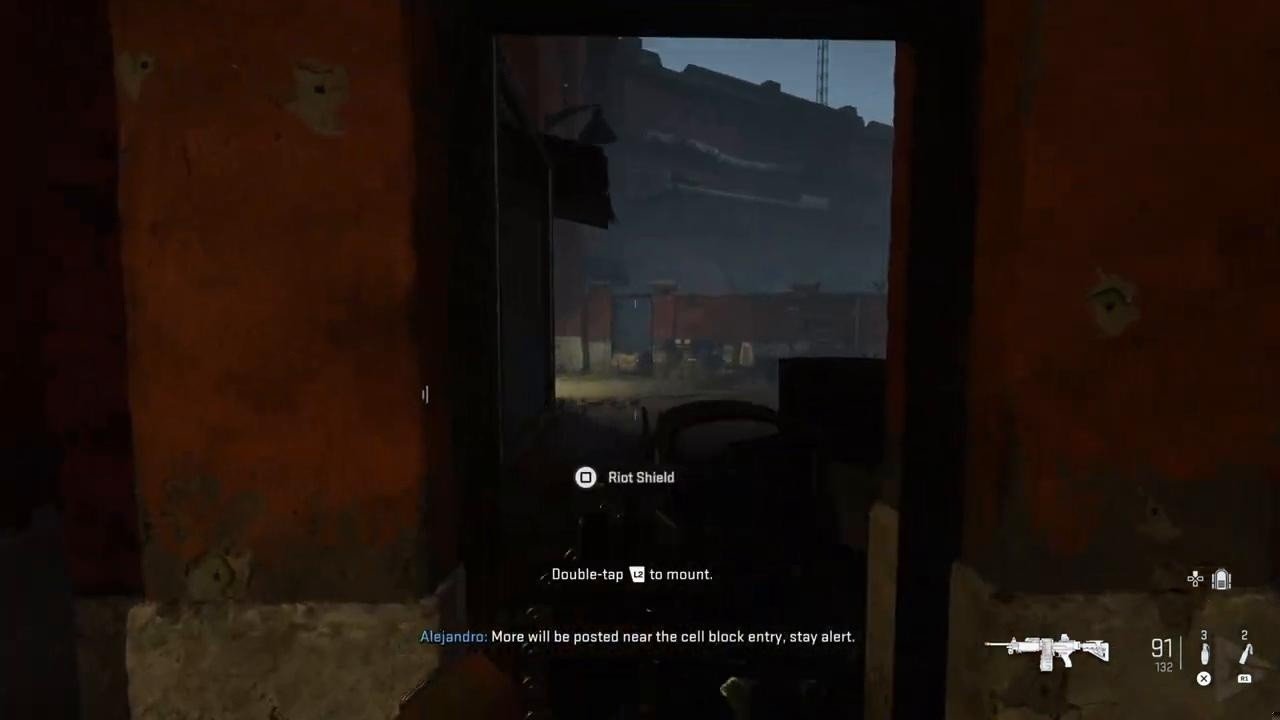 Riot Shield
Double-tap L2 to mount.
Alejandro: More will be posted near the cell block entry, stay alert.
91
132
3
2
R1